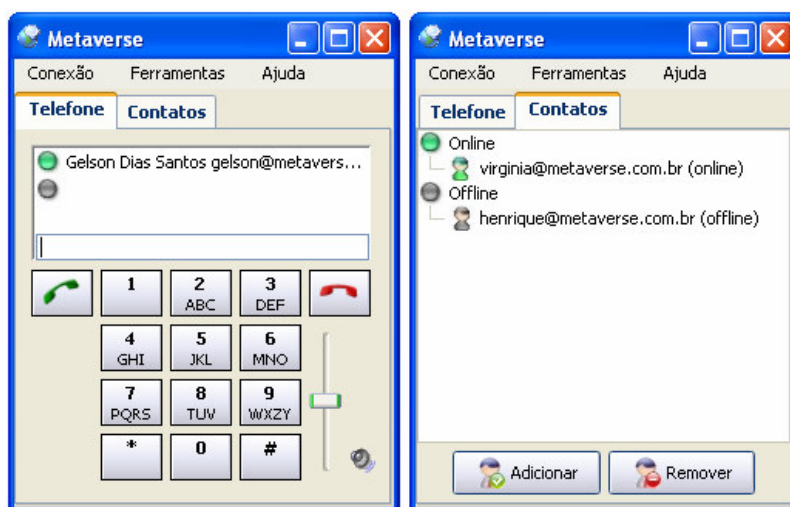 Metaverse
Conexão Ferramentas Ajuda
Telefone Contatos
Gelson Dias Santos gelson@metavers...
1 2 3
ABC DEF
4 5 6
GHI JKL MNO
7 8 9
PQRS TUV WXZY
* 0 #
Metaverse
Conexão Ferramentas Ajuda
Telefone Contatos
Online
virginia@metaverse.com.br (online)
Offline
henrique@metaverse.com.br (offline)
Adicionar Remover